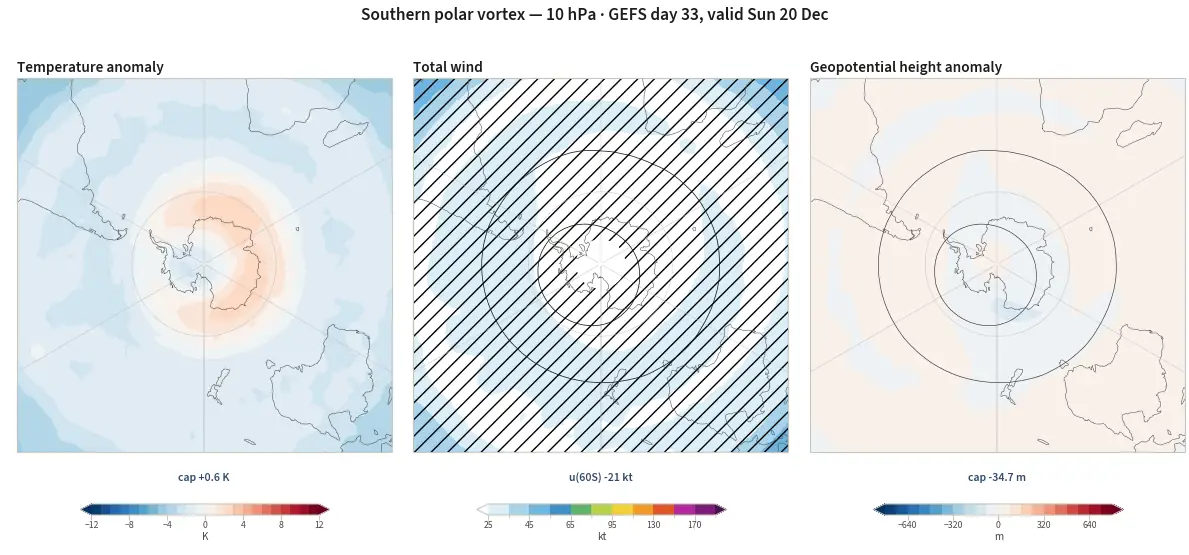 Southern polar vortex — 10 hPa · GEFS day 33, valid Sun 20 Dec
Temperature anomaly
Total wind
Geopotential height anomaly
cap +0.6 K
u(60S) -21 kt
cap -34.7 m
−12 −8 −4 0 4 8 12
K
25 45 65 90 130 170
kt
−640 −320 0 320 640
m